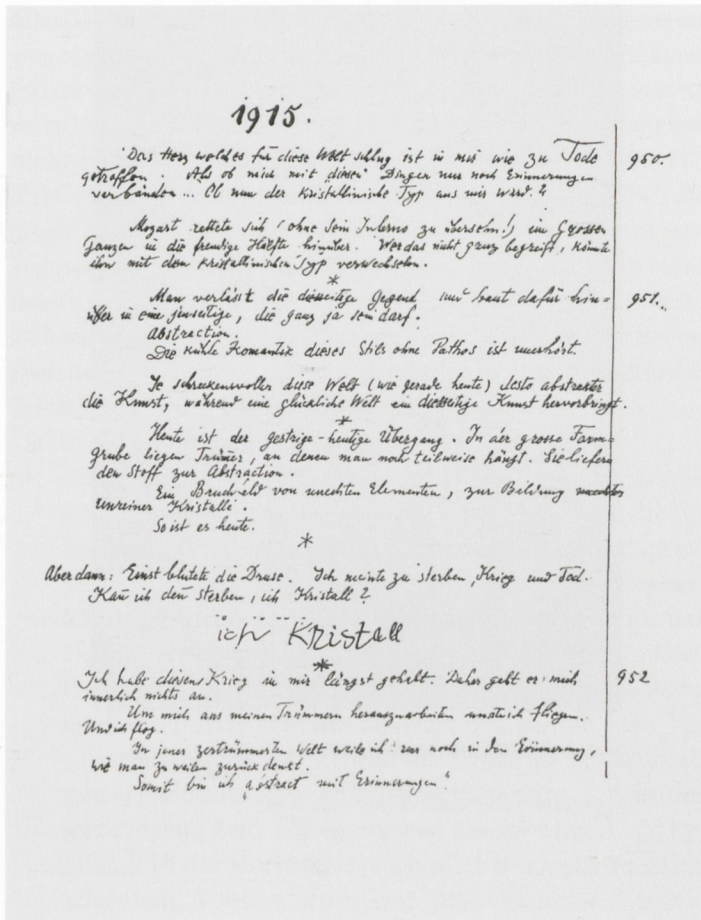 1915.
Das Herz welches für diese Welt schlug ist in mir wie zu Tode 950.
getroffen. Als ob mich mit „diesen" Dingen nur noch Erinnerungen
verbänden... Ob nun der kristallinische Typ aus mir wird?
Mozart rettete sich (ohne sein Inferno zu übersehn!) im Grossen
Ganzen in die freudige Hälfte hinüber. Wer das nicht ganz begreift, könnte
ihn mit dem kristallinischen Typ verwechseln.
*
Man verlässt die diesseitige Gegend und baut dafür hin= 951.
über in eine jenseitige, die ganz ja sein darf.
Abstraction.
Die kühle Romantik dieses Stils ohne Pathos ist unerhört.
Je schreckensvoller diese Welt (wie gerade heute) desto abstrakter
die Kunst, während eine glückliche Welt ein diesseitige Kunst hervorbringt.
*
Heute ist der gestrige-heutige Übergang. In der grosse Form=
grube liegen Trümer, an denen man noch teilweise hängt. Sie liefern
den Stoff zur Abstraction.
Ein Bruchfeld von unechten Elementen, zur Bildung
unreiner Kristalle.
So ist es heute.
*
Aber dann: Einst blutete die Druse. Ich meinte zu sterben, Krieg und Tod.
Kan̄ ich den̄ sterben, ich Kristall?
ich Kristall
*
Ich habe diesen Krieg in mir längst gehabt. Daher geht er mich 952
innerlich nichts an.
Um mich aus meinen Trümmern herauszuarbeiten musste ich fliegen.
Und ich flog.
In jener zertrümmerten Welt weile ich nur noch in der Erinnerung,
wie man zuweilen zurückdenkt.
Somit bin ich „abstract mit Erinnerungen".